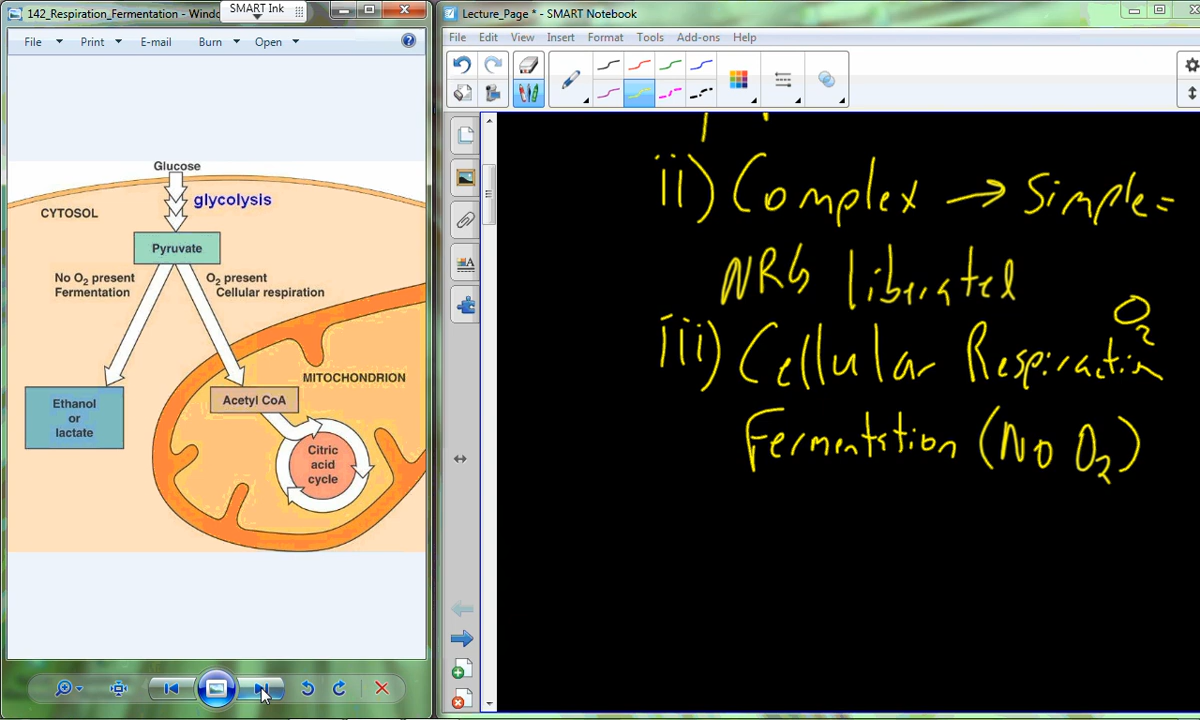 142_Respiration_Fermentation - Windo
SMART Ink
File Print E-mail Burn Open
Glucose
glycolysis
CYTOSOL
Pyruvate
No O2 present
Fermentation
O2 present
Cellular respiration
MITOCHONDRION
Acetyl CoA
Ethanol
or
lactate
Citric
acid
cycle
Lecture_Page * - SMART Notebook
File Edit View Insert Format Tools Add-ons Help
ii) Complex → Simple =
NRG liberated
O2
iii) Cellular Respiration
Fermentation (No O2)